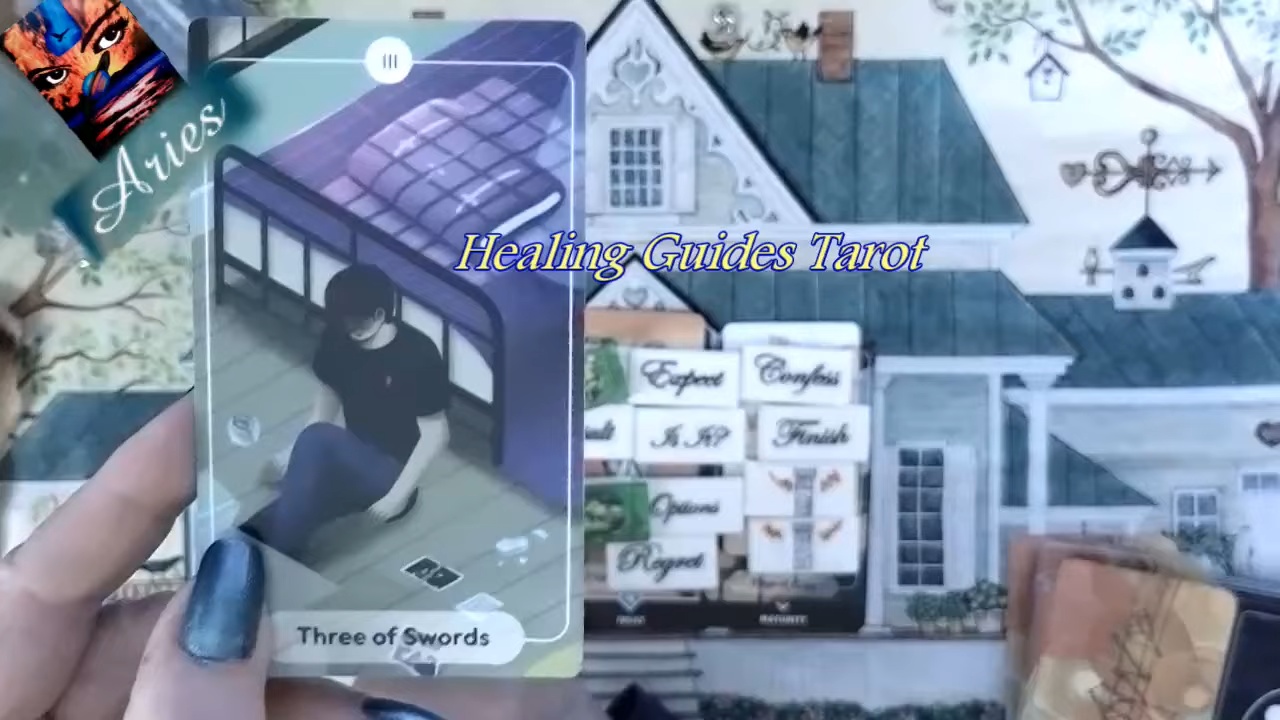 III
Aries
Healing Guides Tarot
Expect
Confess
Is It?
Finish
Options
Regret
Three of Swords